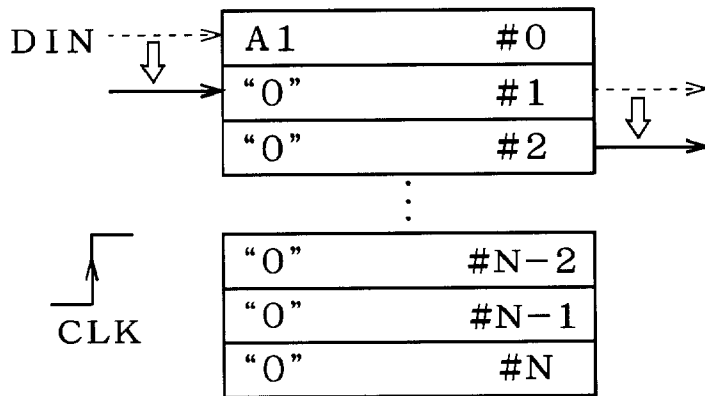 DIN A1 #0
“0” #1
“0” #2
“0” #N-2
“0” #N-1
CLK
“0” #N